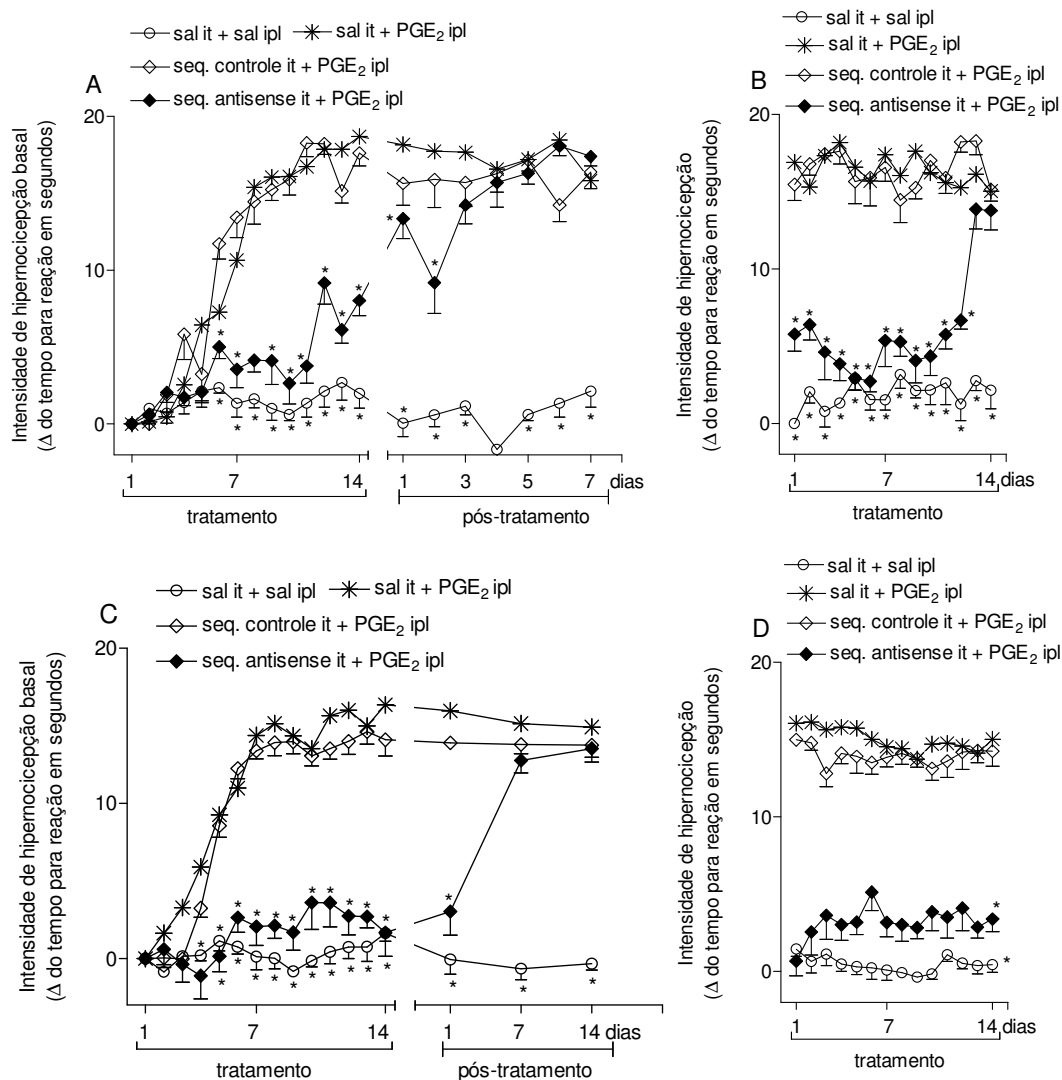 A
sal it + sal ipl
sal it + PGE2 ipl
seq. controle it + PGE2 ipl
seq. antisense it + PGE2 ipl
Intensidade de hipernocicepção basal
(Δ do tempo para reação em segundos)
20
10
0
1 7 14 1 3 5 7 dias
tratamento pós-tratamento
B
sal it + sal ipl
sal it + PGE2 ipl
seq. controle it + PGE2 ipl
seq. antisense it + PGE2 ipl
Intensidade de hipernocicepção
(Δ do tempo para reação em segundos)
20
10
0
1 7 14 dias
tratamento
C
sal it + sal ipl
sal it + PGE2 ipl
seq. controle it + PGE2 ipl
seq. antisense it + PGE2 ipl
Intensidade de hipernocicepção basal
(Δ do tempo para reação em segundos)
20
10
0
1 7 14 1 7 14 dias
tratamento pós-tratamento
D
sal it + sal ipl
sal it + PGE2 ipl
seq. controle it + PGE2 ipl
seq. antisense it + PGE2 ipl
Intensidade de hipernocicepção
(Δ do tempo para reação em segundos)
20
10
0
1 7 14 dias
tratamento